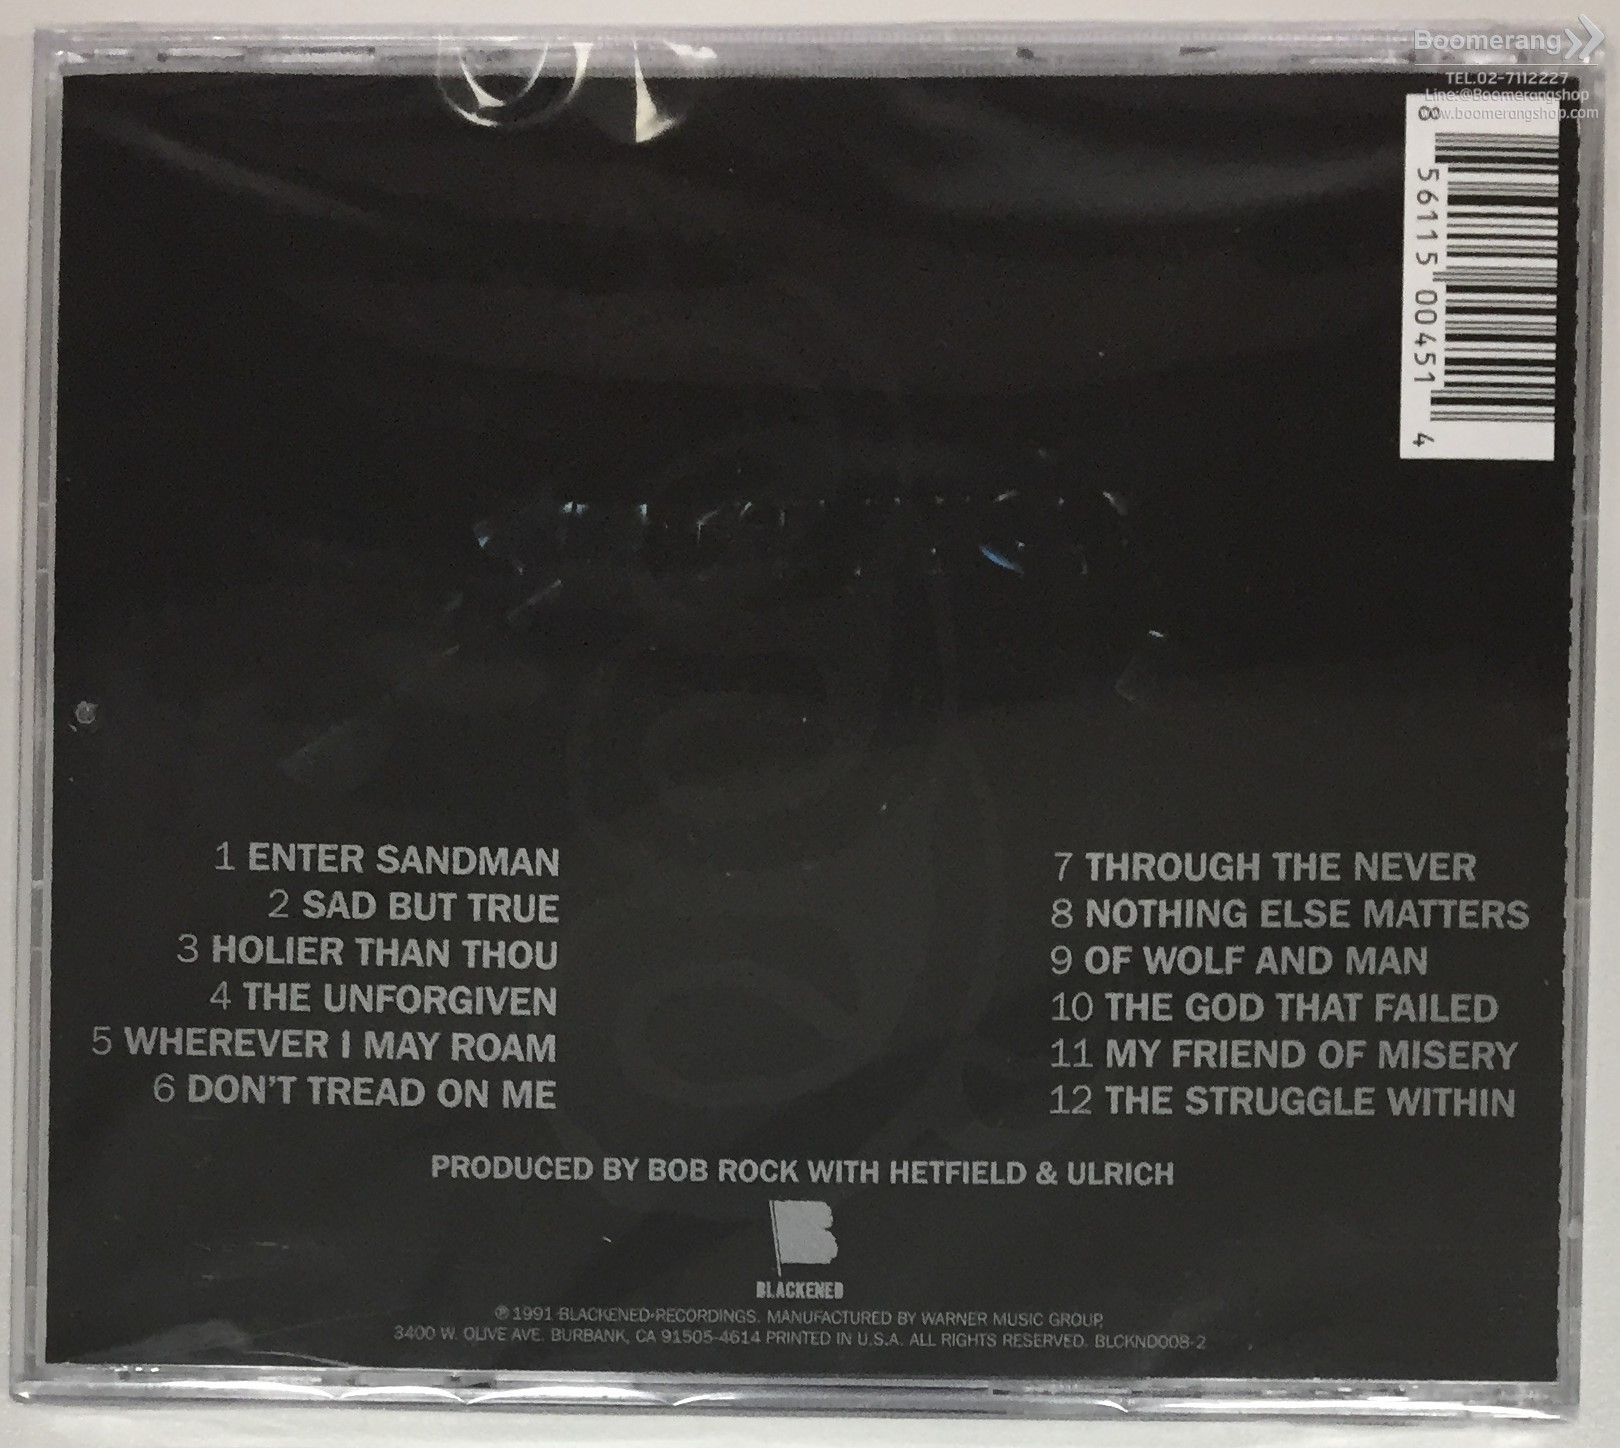 Boomerang
TEL.02-7112227
Line:@Boomerangshop
www.boomerangshop.com
8 56115 00451 4
1 ENTER SANDMAN
2 SAD BUT TRUE
3 HOLIER THAN THOU
4 THE UNFORGIVEN
5 WHEREVER I MAY ROAM
6 DON'T TREAD ON ME
7 THROUGH THE NEVER
8 NOTHING ELSE MATTERS
9 OF WOLF AND MAN
10 THE GOD THAT FAILED
11 MY FRIEND OF MISERY
12 THE STRUGGLE WITHIN
PRODUCED BY BOB ROCK WITH HETFIELD & ULRICH
B
BLACKENED
℗ 1991 BLACKENED RECORDINGS. MANUFACTURED BY WARNER MUSIC GROUP,
3400 W. OLIVE AVE. BURBANK, CA 91505-4614 PRINTED IN U.S.A. ALL RIGHTS RESERVED. BLCKND008-2